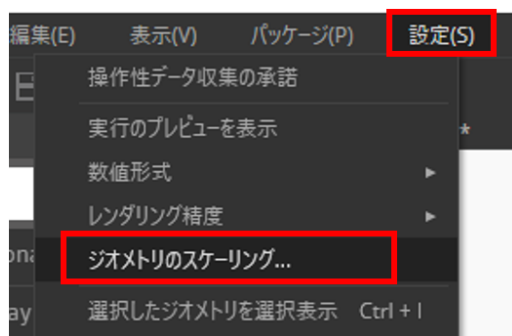 編集(E) 表示(V) パッケージ(P) 設定(S)
操作性データ収集の承諾
実行のプレビューを表示
*
数値形式
レンダリング精度
ジオメトリのスケーリング...
選択したジオメトリを選択表示 Ctrl + I